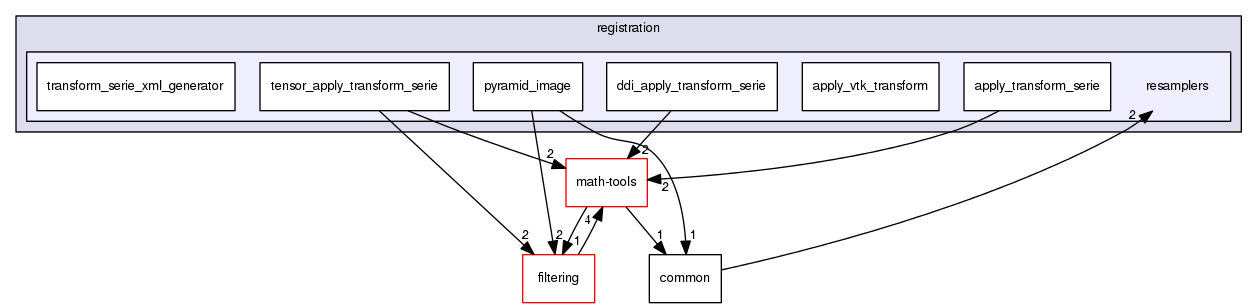 registration
transform_serie_xml_generator
tensor_apply_transform_serie
pyramid_image
ddi_apply_transform_serie
apply_vtk_transform
apply_transform_serie
resamplers
2
2
2
2
math-tools
4
1
2
2
1
1
filtering
common